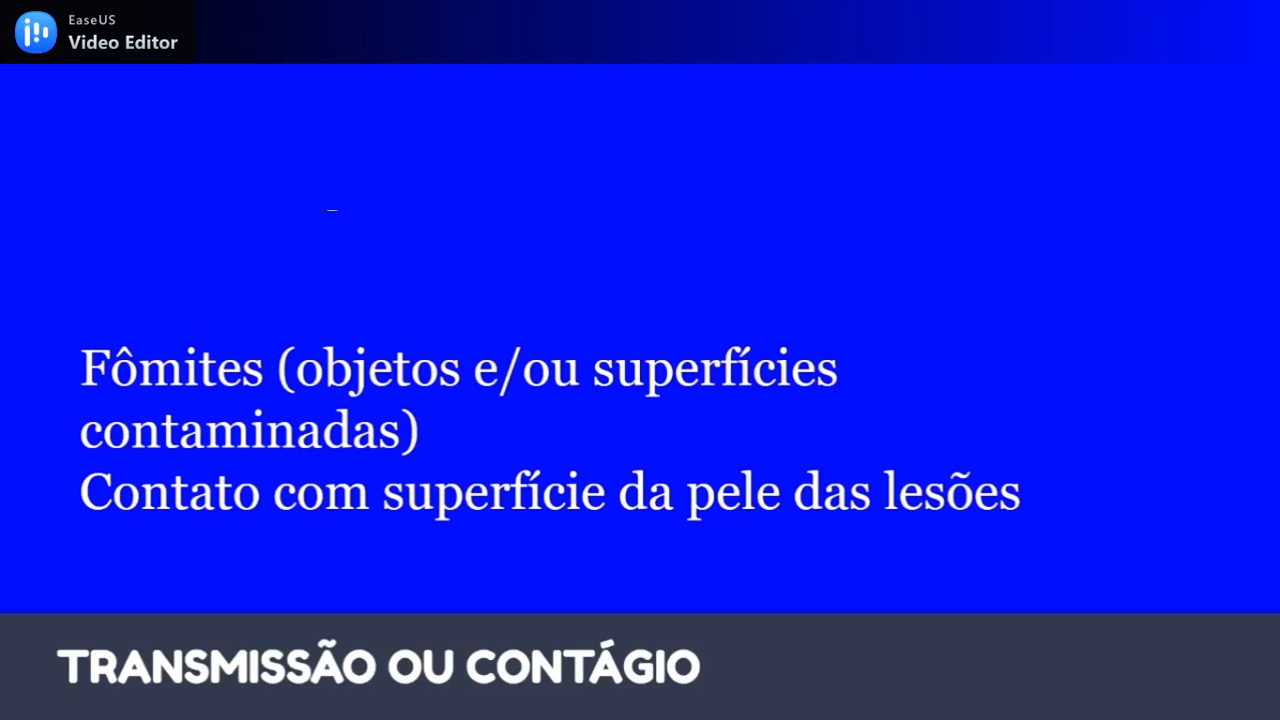 EaseUS
Video Editor
Fômites (objetos e/ou superfícies
contaminadas)
Contato com superfície da pele das lesões
TRANSMISSÃO OU CONTÁGIO